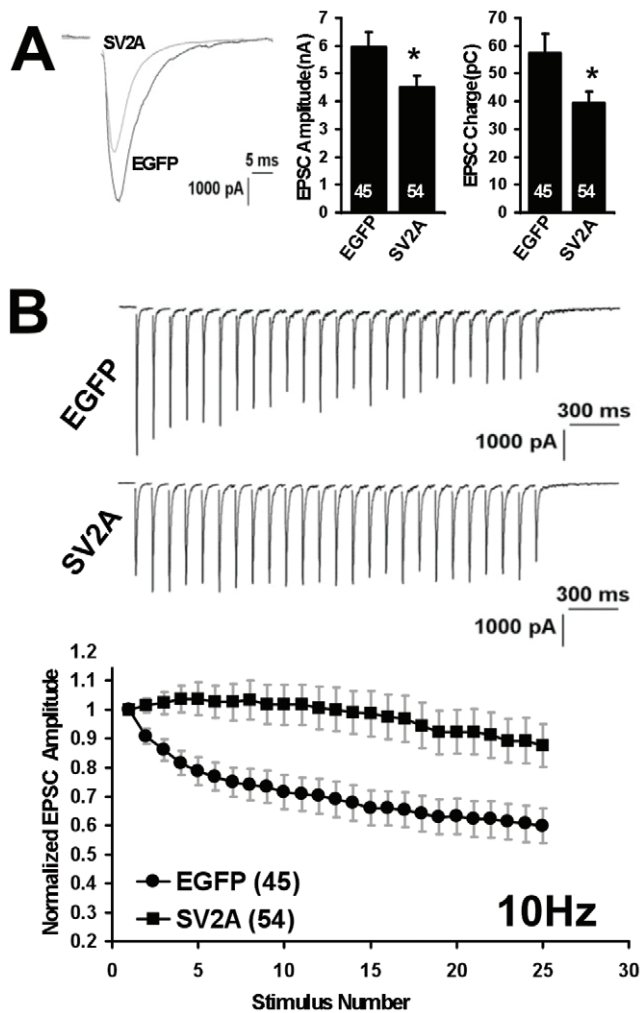 A
SV2A
EGFP
5 ms
1000 pA
EPSC Amplitude(nA)
7
6
5
4
3
2
1
0
*
45
54
EGFP
SV2A
EPSC Charge(pC)
70
60
50
40
30
20
10
0
*
45
54
EGFP
SV2A
B
EGFP
300 ms
1000 pA
SV2A
300 ms
1000 pA
Normalized EPSC Amplitude
1.2
1.1
1
0.9
0.8
0.7
0.6
0.5
0.4
0.3
0.2
EGFP (45)
SV2A (54)
10Hz
0
5
10
15
20
25
30
Stimulus Number